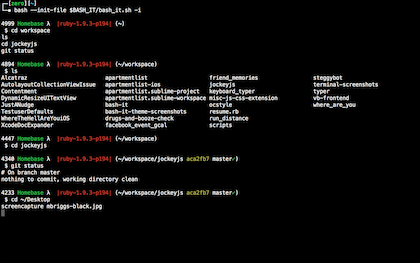 [zero][~]
bash --init-file $BASH_IT/bash_it.sh -i
4999 Homebase λ |ruby-1.9.3-p194| (~)
$ cd workspace
ls
cd jockeyjs
git status
4894 Homebase λ |ruby-1.9.3-p194| (~/workspace)
$ ls
Alcatraz apartmentlist friend_memories steggybot
AutolayoutCollectionViewIssue apartmentlist-ios jockeyjs terminal-screenshots
Contentment apartmentlist.sublime-project keyboard_typer typer
DynamicResizeUITextView apartmentlist.sublime-workspace misc-js-css-extension vb-frontend
JustANudge bash-it ocstyle where_are_you
TestuserDefaults bash-theme-screenshots resume.rb
WhereTheHellAreYouiOS drugs-and-booze-check run_distance
XcodeDocExpander facebook_event_gcal scripts
4447 Homebase λ |ruby-1.9.3-p194| (~/workspace)
$ cd jockeyjs
4340 Homebase λ |ruby-1.9.3-p194| (~/workspace/jockeyjs aca2fb7 master✓)
$ git status
# On branch master
nothing to commit, working directory clean
4233 Homebase λ |ruby-1.9.3-p194| (~/workspace/jockeyjs aca2fb7 master✓)
$ cd ~/Desktop
screencapture mbriggs-black.jpg